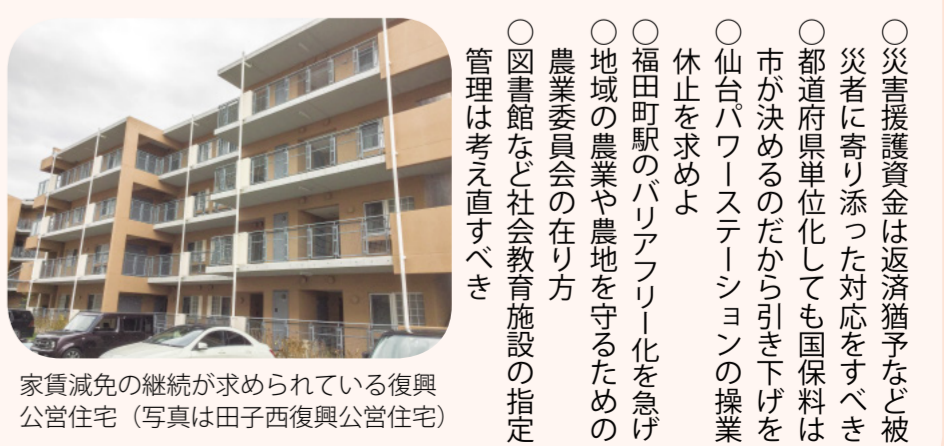 ○災害援護資金は返済猶予など被
災者に寄り添った対応をすべき
○都道府県単位化しても国保料は
市が決めるのだから引き下げを
○仙台パワーステーションの操業
休止を求めよ
○福田町駅のバリアフリー化を急げ
○地域の農業や農地を守るための
農業委員会の在り方
○図書館など社会教育施設の指定
管理は考え直すべき
家賃減免の継続が求められている復興
公営住宅（写真は田子西復興公営住宅）